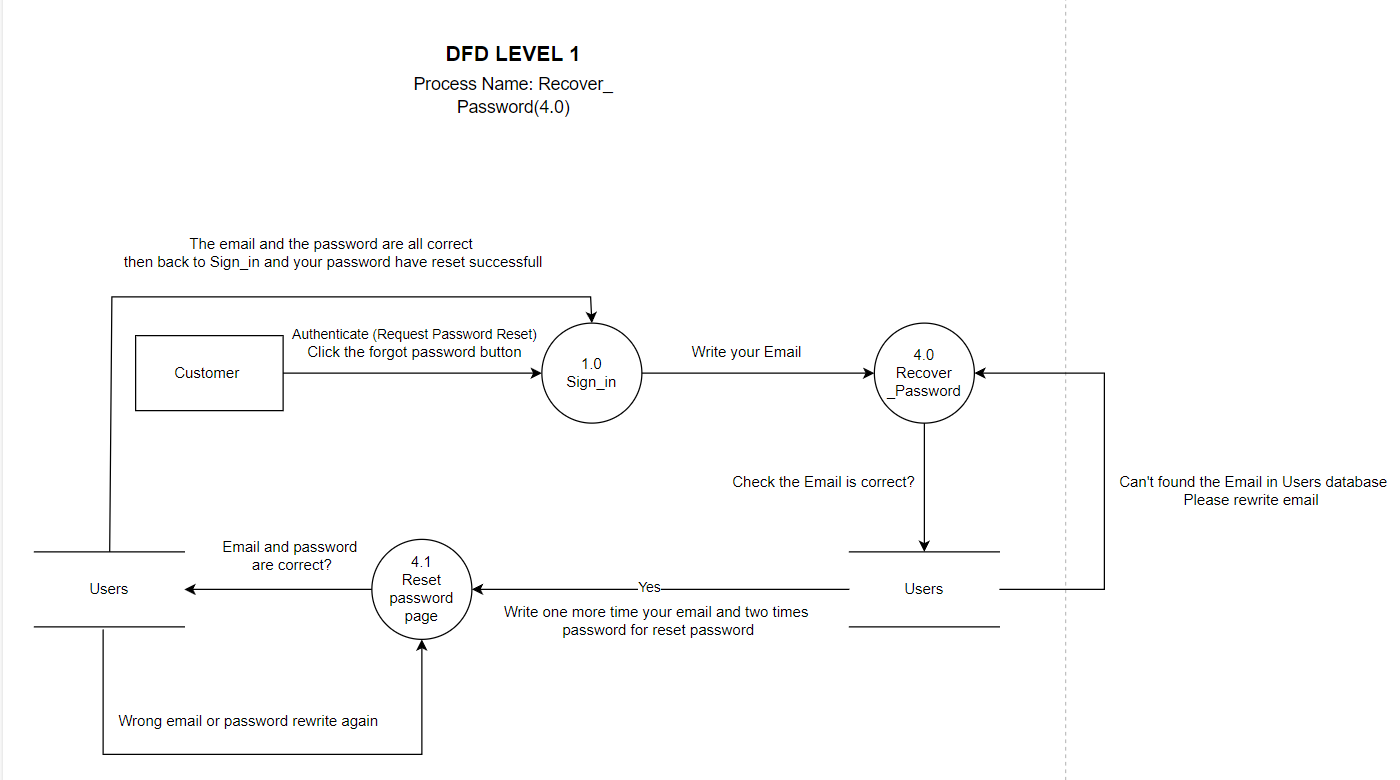 DFD LEVEL 1
Process Name: Recover_
Password(4.0)
The email and the password are all correct
then back to Sign_in and your password have reset successfull
Authenticate (Request Password Reset)
Click the forgot password button
Customer
1.0
Sign_in
Write your Email
4.0
Recover
_Password
Check the Email is correct?
Can't found the Email in Users database
Please rewrite email
Email and password
are correct?
Users
4.1
Reset
password
page
Yes
Write one more time your email and two times
password for reset password
Users
Wrong email or password rewrite again